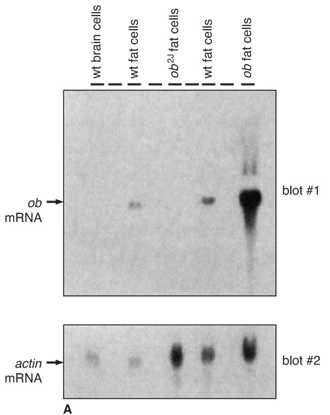 wt brain cells
wt fat cells
ob2J fat cells
wt fat cells
ob fat cells
ob
mRNA
blot #1
actin
mRNA
blot #2
A